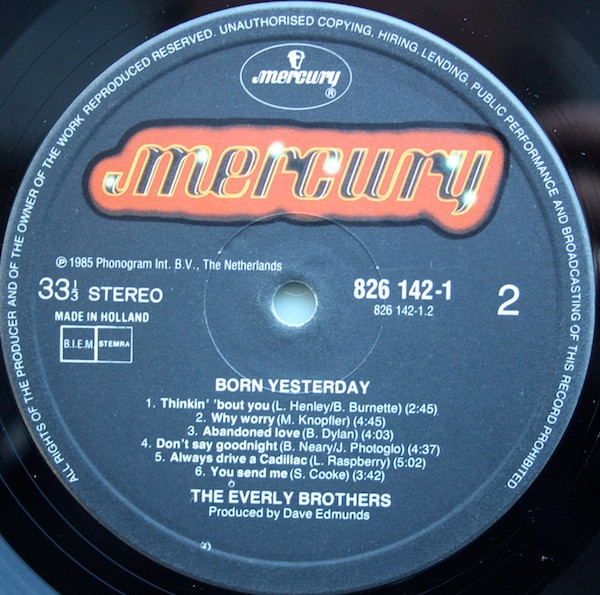 ALL RIGHTS OF THE PRODUCER AND OF THE OWNER OF THE WORK REPRODUCED RESERVED. UNAUTHORISED COPYING, HIRING, LENDING, PUBLIC PERFORMANCE AND BROADCASTING OF THIS RECORD PROHIBITED
mercury
®
mercury
℗ 1985 Phonogram Int. B.V., The Netherlands
33⅓ STEREO
MADE IN HOLLAND
B.I.E.M. STEMRA
826 142-1
826 142-1.2
2
BORN YESTERDAY
1. Thinkin' 'bout you (L. Henley/B. Burnette) (2:45)
2. Why worry (M. Knopfler) (4:45)
3. Abandoned love (B. Dylan) (4:03)
4. Don't say goodnight (B. Neary/J. Photoglo) (4:37)
5. Always drive a Cadillac (L. Raspberry) (5:02)
6. You send me (S. Cooke) (3:42)
THE EVERLY BROTHERS
Produced by Dave Edmunds